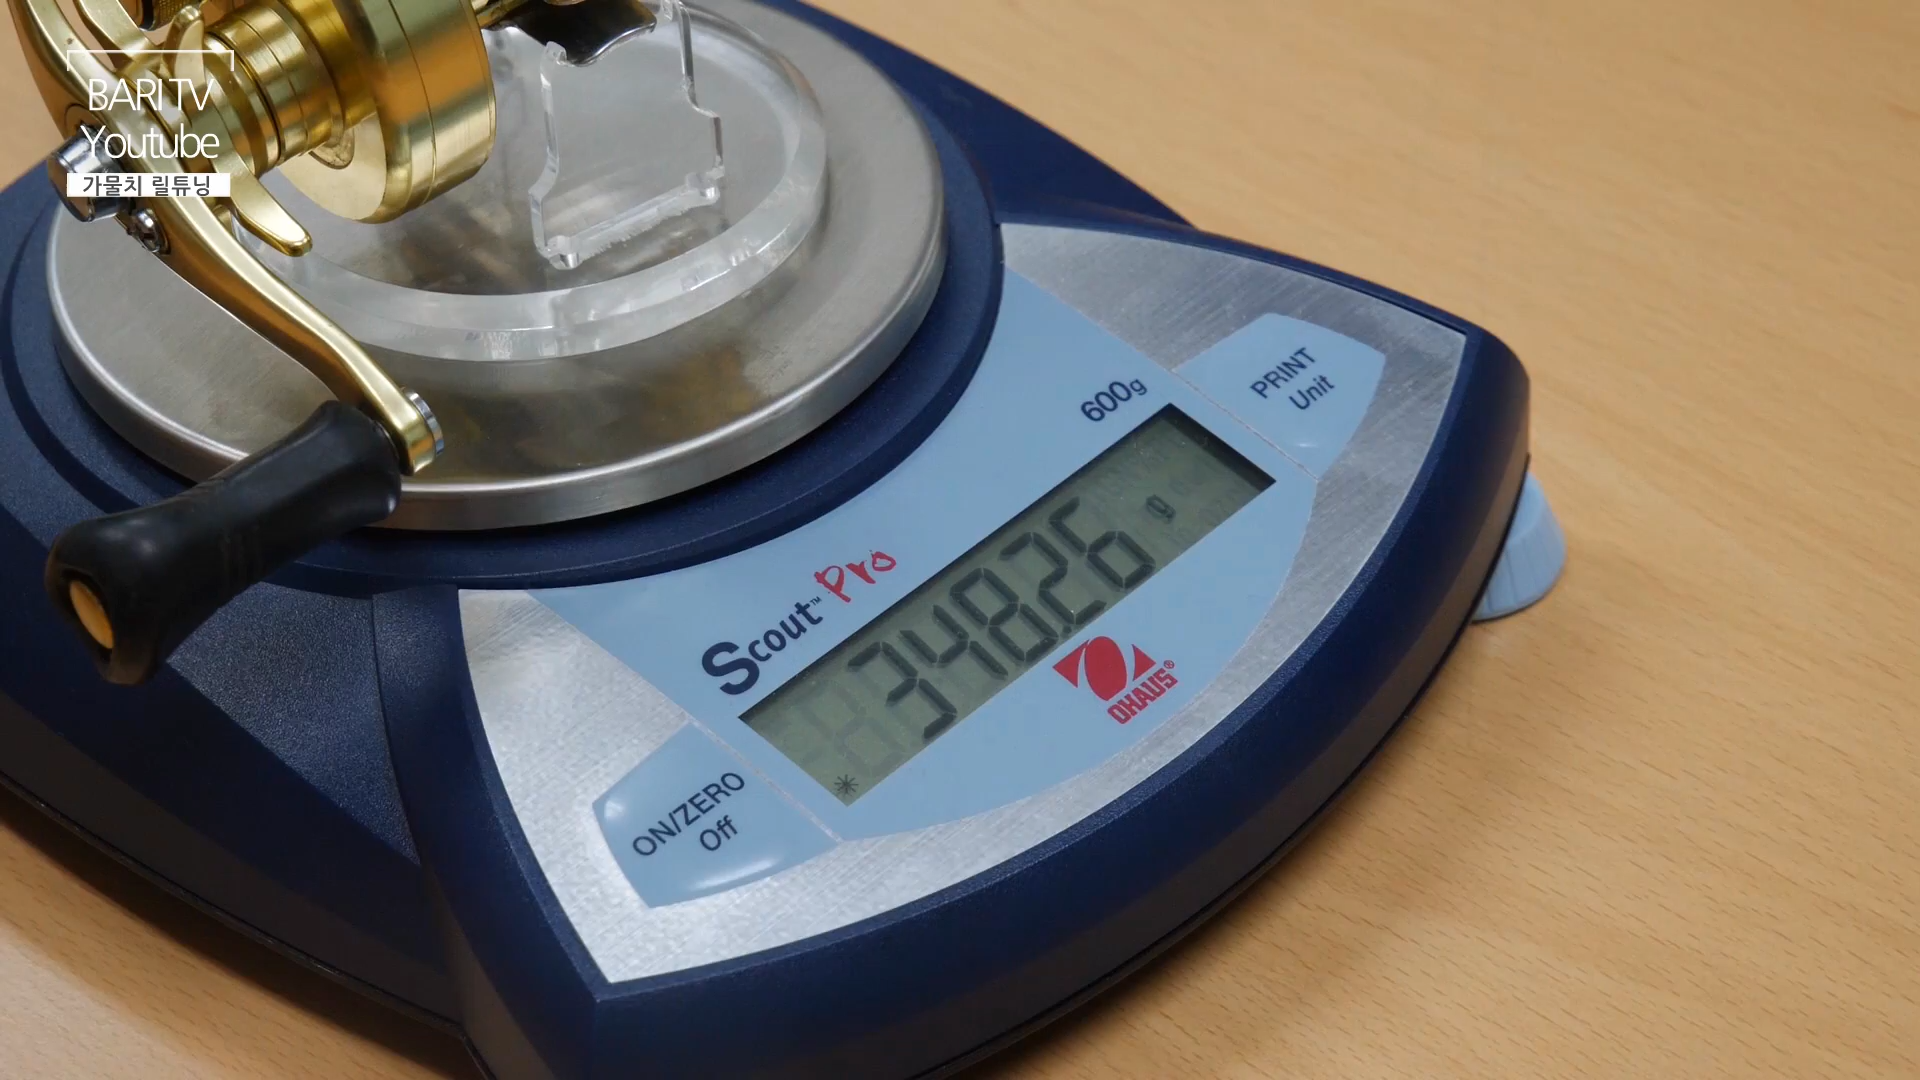 BARI TV
Youtube
가물치 릴튜닝
600g
PRINT
Unit
Scout™ Pro
348.26 g
OHAUS®
*
ON/ZERO
Off